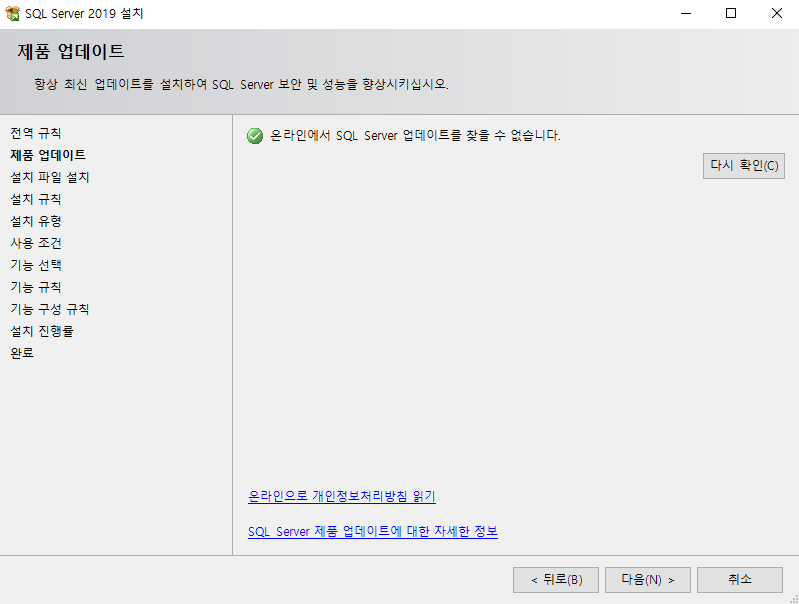 SQL Server 2019 설치
제품 업데이트
항상 최신 업데이트를 설치하여 SQL Server 보안 및 성능을 향상시키십시오.
전역 규칙
제품 업데이트
설치 파일 설치
설치 규칙
설치 유형
사용 조건
기능 선택
기능 규칙
기능 구성 규칙
설치 진행률
완료
온라인에서 SQL Server 업데이트를 찾을 수 없습니다.
다시 확인(C)
온라인으로 개인정보처리방침 읽기
SQL Server 제품 업데이트에 대한 자세한 정보
< 뒤로(B)
다음(N) >
취소